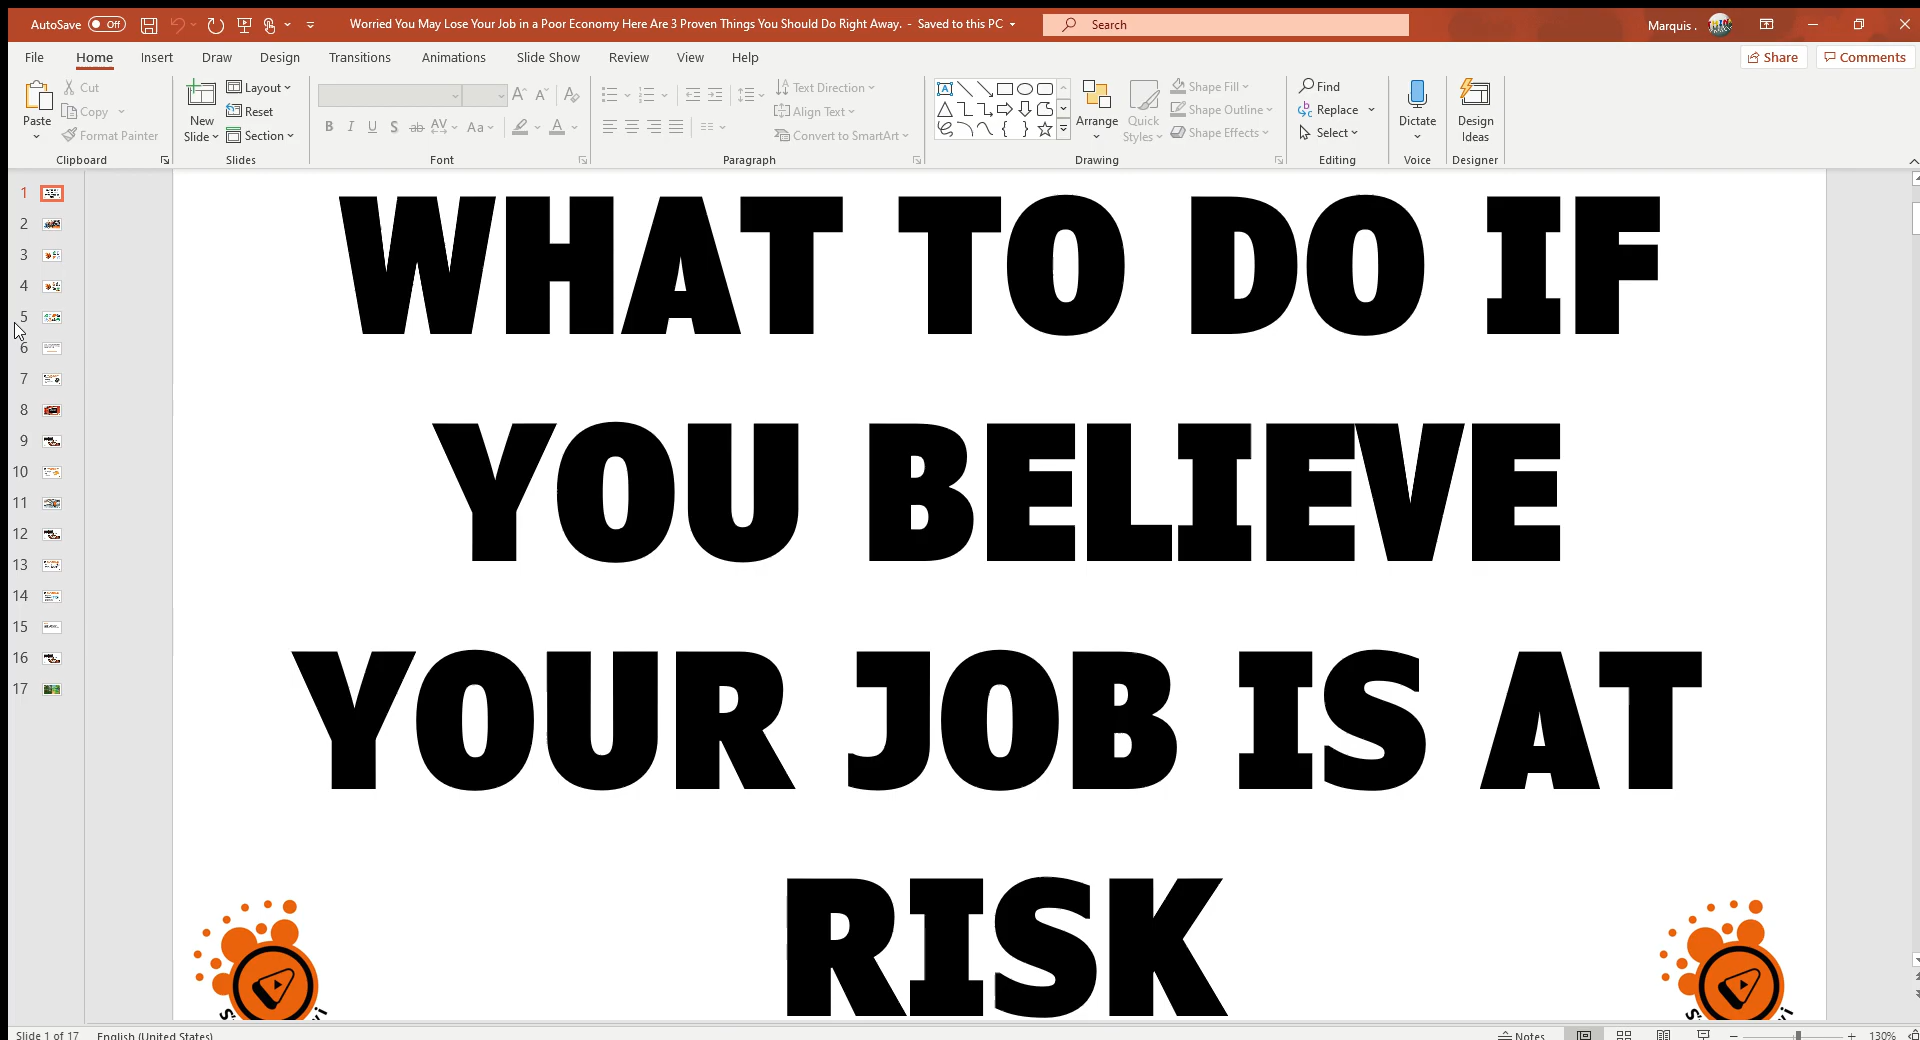 AutoSave Off Worried You May Lose Your Job in a Poor Economy Here Are 3 Proven Things You Should Do Right Away. - Saved to this PC Search Marquis .
File Home Insert Draw Design Transitions Animations Slide Show Review View Help Share Comments
Paste
Cut
Copy
Format Painter
Clipboard
New
Slide
Layout
Reset
Section
Slides
B I U S ab AV Aa A
Font
Text Direction
Align Text
Convert to SmartArt
Paragraph
Arrange
Quick
Styles
Shape Fill
Shape Outline
Shape Effects
Drawing
Find
Replace
Select
Editing
Dictate
Voice
Design
Ideas
Designer
1
2
3
4
5
6
7
8
9
10
11
12
13
14
15
16
17
WHAT TO DO IF
YOU BELIEVE
YOUR JOB IS AT
RISK
Slide 1 of 17 English (United States) Notes 130%